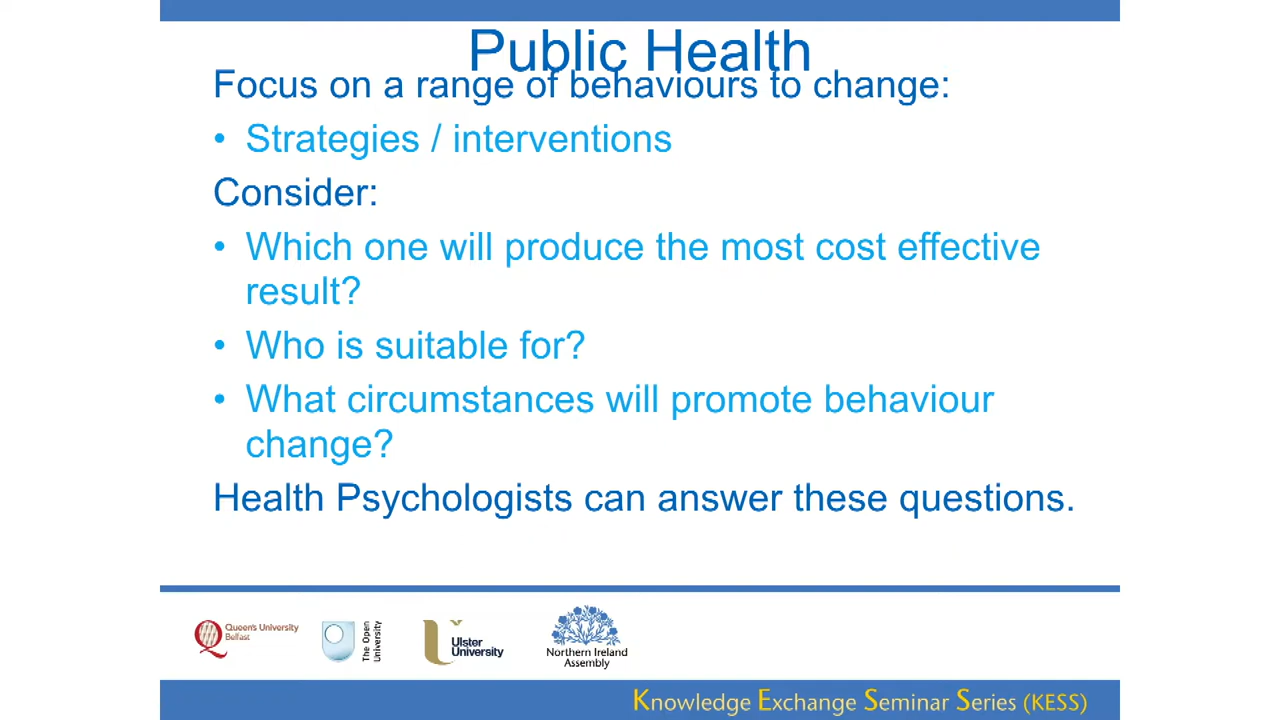 Public Health
Focus on a range of behaviours to change:
• Strategies / interventions
Consider:
• Which one will produce the most cost effective
result?
• Who is suitable for?
• What circumstances will promote behaviour
change?
Health Psychologists can answer these questions.
Queen's University
Belfast
The Open
University
Ulster
University
Northern Ireland
Assembly
Knowledge Exchange Seminar Series (KESS)